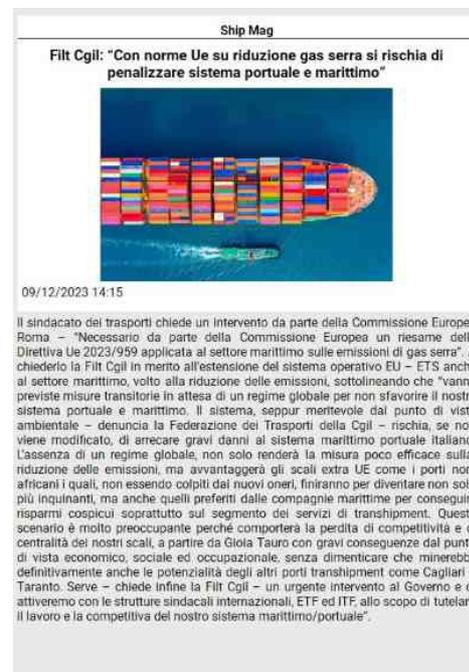 Ship Mag
Filt Cgil: “Con norme Ue su riduzione gas serra si rischia di
penalizzare sistema portuale e marittimo”
09/12/2023 14:15
Il sindacato dei trasporti chiede un intervento da parte della Commissione Europe
Roma – “Necessario da parte della Commissione Europea un riesame dell
Direttiva Ue 2023/959 applicata al settore marittimo sulle emissioni di gas serra”.
chiederlo la Filt Cgil in merito all'estensione del sistema operativo EU – ETS anch
al settore marittimo, volto alla riduzione delle emissioni, sottolineando che “vann
previste misure transitorie in attesa di un regime globale per non sfavorire il nostr
sistema portuale e marittimo. Il sistema, seppur meritevole dal punto di vist
ambientale – denuncia la Federazione dei Trasporti della Cgil – rischia, se no
viene modificato, di arrecare gravi danni al sistema marittimo portuale italiano
L'assenza di un regime globale, non solo renderà la misura poco efficace sulla
riduzione delle emissioni, ma avvantaggerà gli scali extra UE come i porti nor
africani i quali, non essendo colpiti dai nuovi oneri, finiranno per diventare non sol
più inquinanti, ma anche quelli preferiti dalle compagnie marittime per consegui
risparmi cospicui soprattutto sul segmento dei servizi di transhipment. Quest
scenario è molto preoccupante perché comporterà la perdita di competitività e
centralità dei nostri scali, a partire da Gioia Tauro con gravi conseguenze dal punt
di vista economico, sociale ed occupazionale, senza dimenticare che minerebb
definitivamente anche le potenzialità degli altri porti transhipment come Cagliari
Taranto. Serve – chiede infine la Filt Cgil – un urgente intervento al Governo e c
attiveremo con le strutture sindacali internazionali, ETF ed ITF, allo scopo di tutelar
il lavoro e la competitiva del nostro sistema marittimo/portuale”.